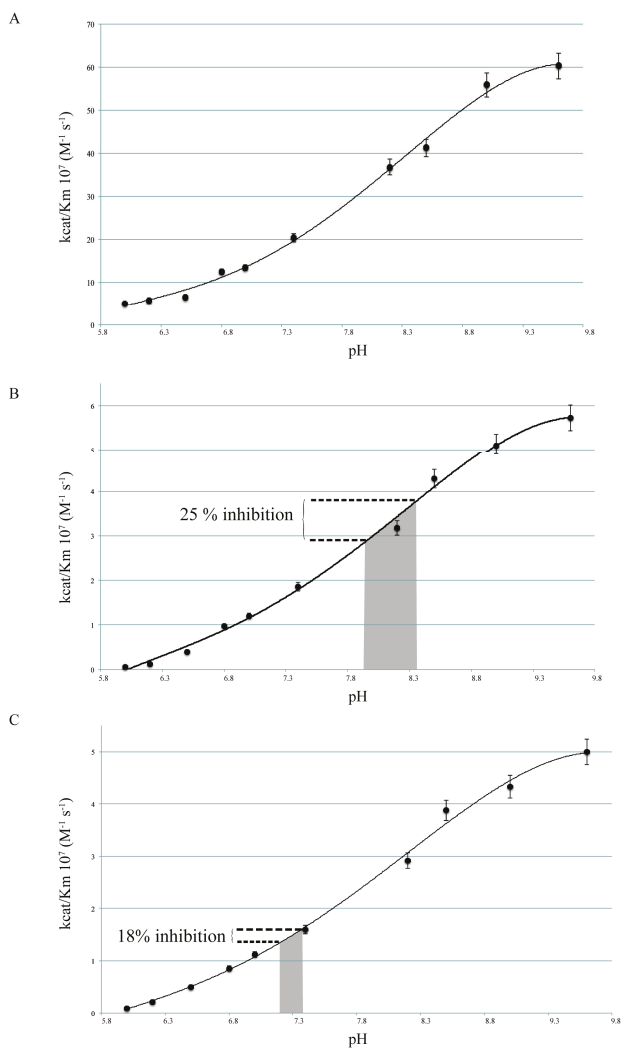 A
70
60
50
40
30
20
10
0
kcat/Km 10⁷ (M⁻¹ s⁻¹)
5.8 6.3 6.8 7.3 7.8 8.3 8.8 9.3 9.8
pH
B
6
5
4
3
2
1
0
kcat/Km 10⁷ (M⁻¹ s⁻¹)
25 % inhibition
5.8 6.3 6.8 7.3 7.8 8.3 8.8 9.3 9.8
pH
C
5
4
3
2
1
0
kcat/Km 10⁷ (M⁻¹ s⁻¹)
18% inhibition
5.8 6.3 6.8 7.3 7.8 8.3 8.8 9.3 9.8
pH